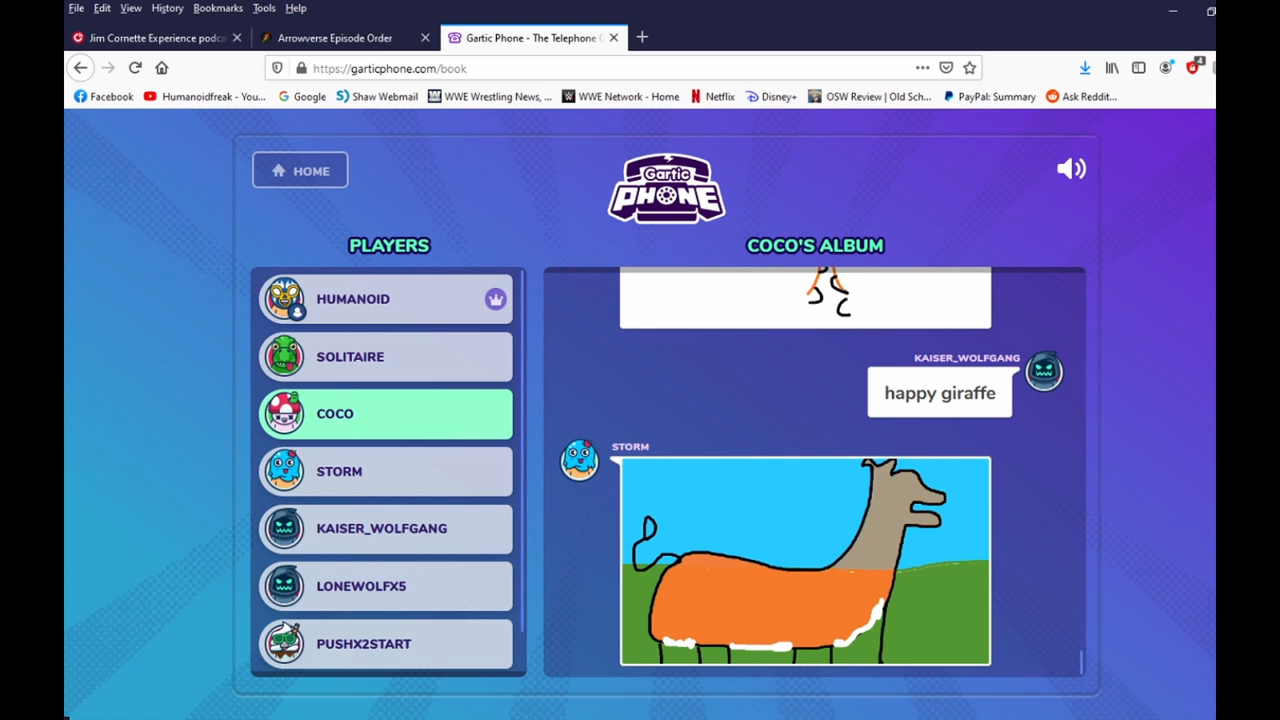 File Edit View History Bookmarks Tools Help
Jim Cornette Experience podca
Arrowverse Episode Order
Gartic Phone - The Telephone G
https://garticphone.com/book
Facebook
Humanoidfreak - You...
Google
Shaw Webmail
WWE Wrestling News, ...
WWE Network - Home
Netflix
Disney+
OSW Review | Old Sch...
PayPal: Summary
Ask Reddit...
4
HOME
Gartic
PHONE
PLAYERS
COCO'S ALBUM
HUMANOID
SOLITAIRE
COCO
STORM
KAISER_WOLFGANG
LONEWOLFX5
PUSHX2START
KAISER_WOLFGANG
happy giraffe
STORM